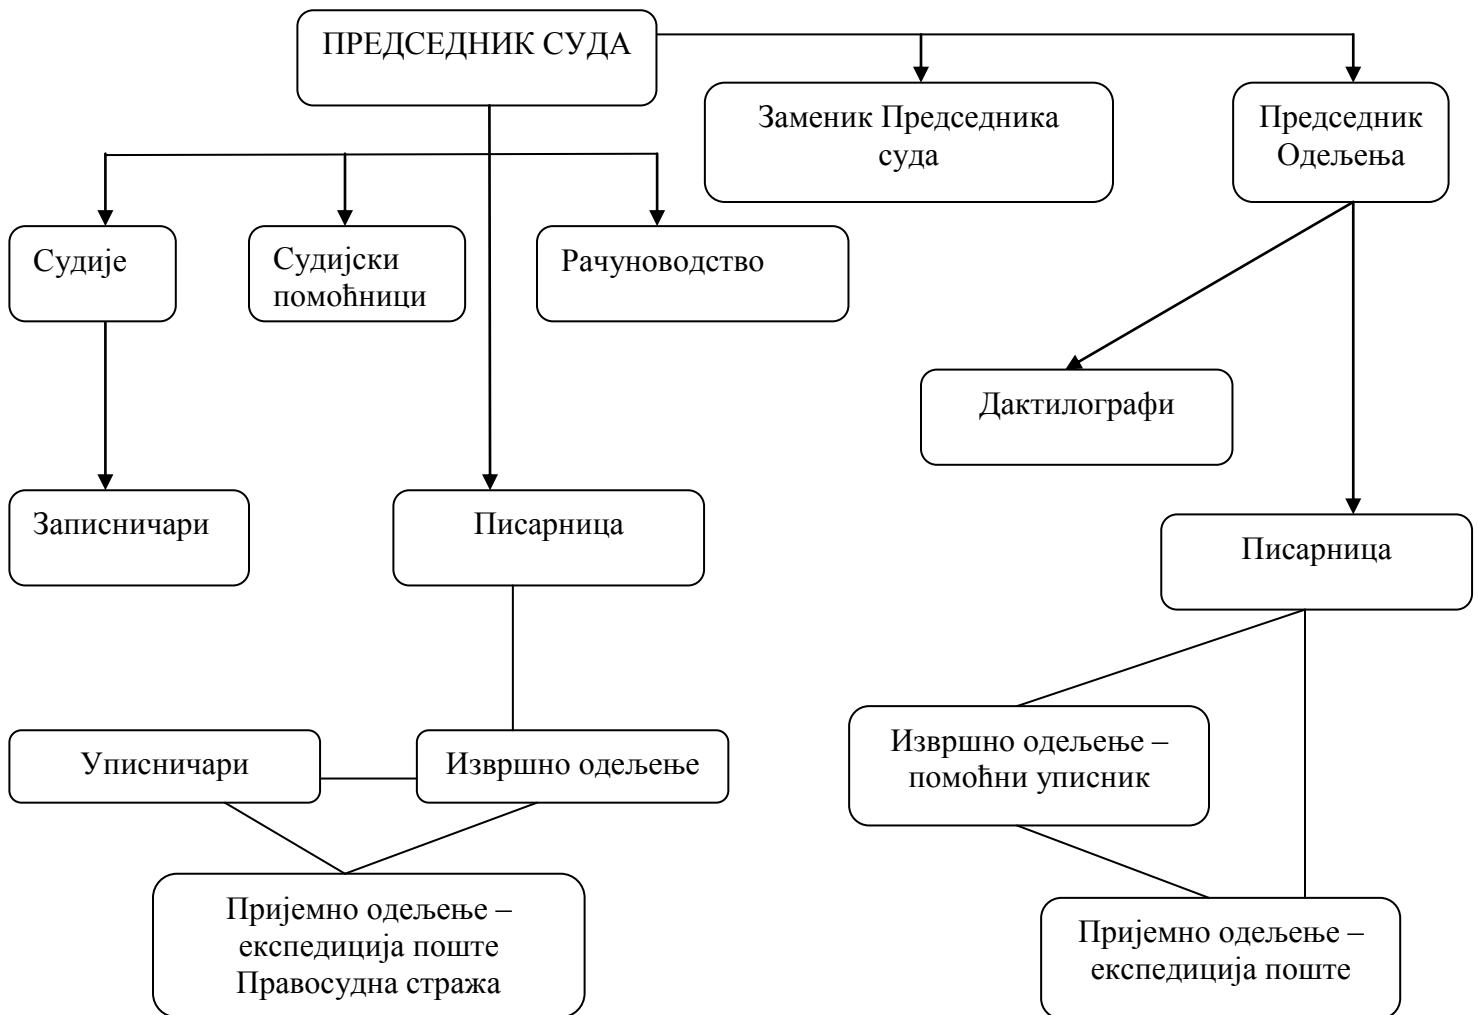 ПРЕДСЕДНИК СУДА
Заменик Председника
суда
Председник
Одељења
Судије
Судијски
помоћници
Рачуноводство
Дактилографи
Записничари
Писарница
Писарница
Уписничари
Извршно одељење
Извршно одељење –
помоћни уписник
Пријемно одељење –
експедиција поште
Правосудна стража
Пријемно одељење –
експедиција поште